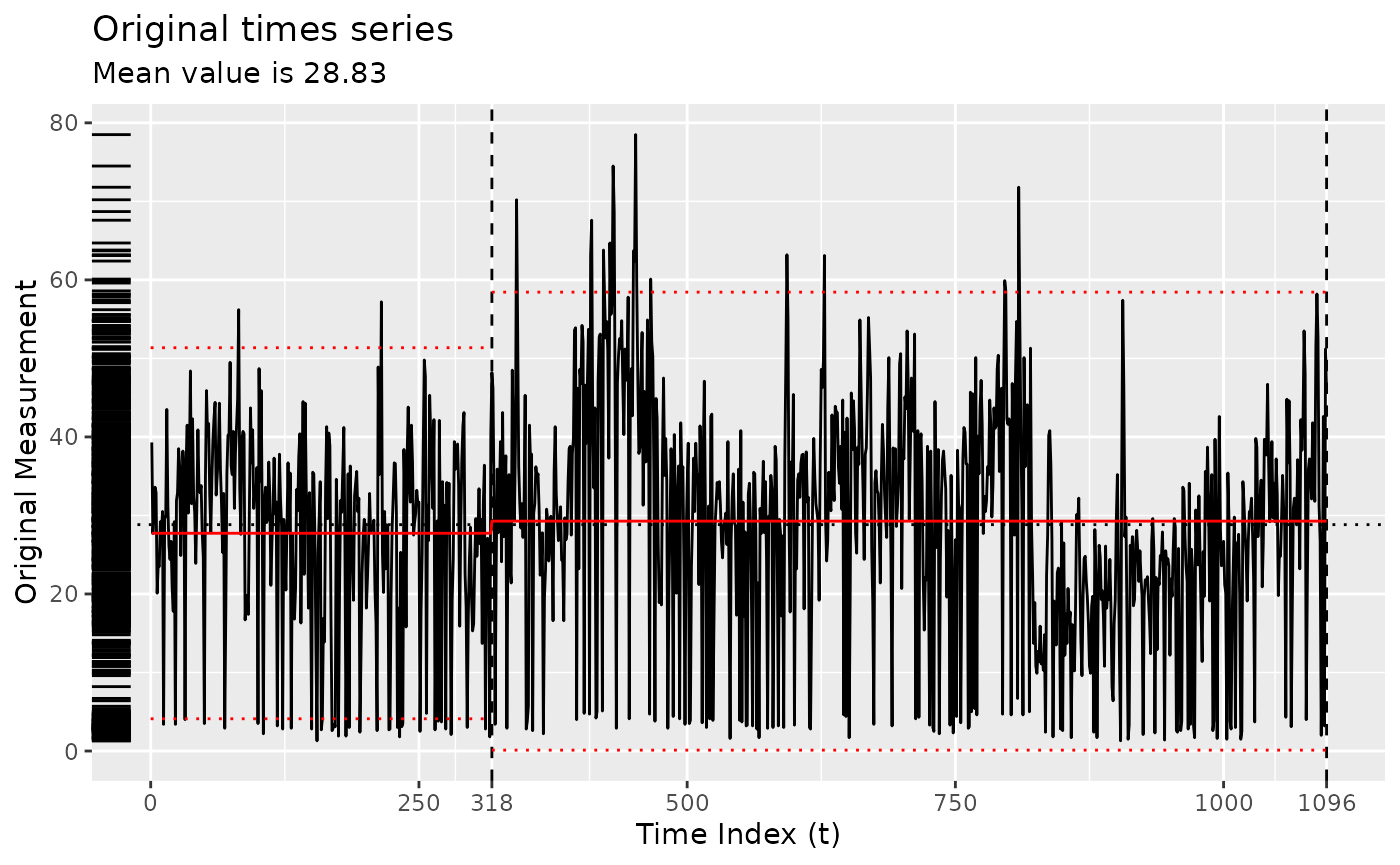 Original times series
Mean value is 28.83
80
60
40
20
0
Original Measurement
0 250 318 500 750 1000 1096
Time Index (t)